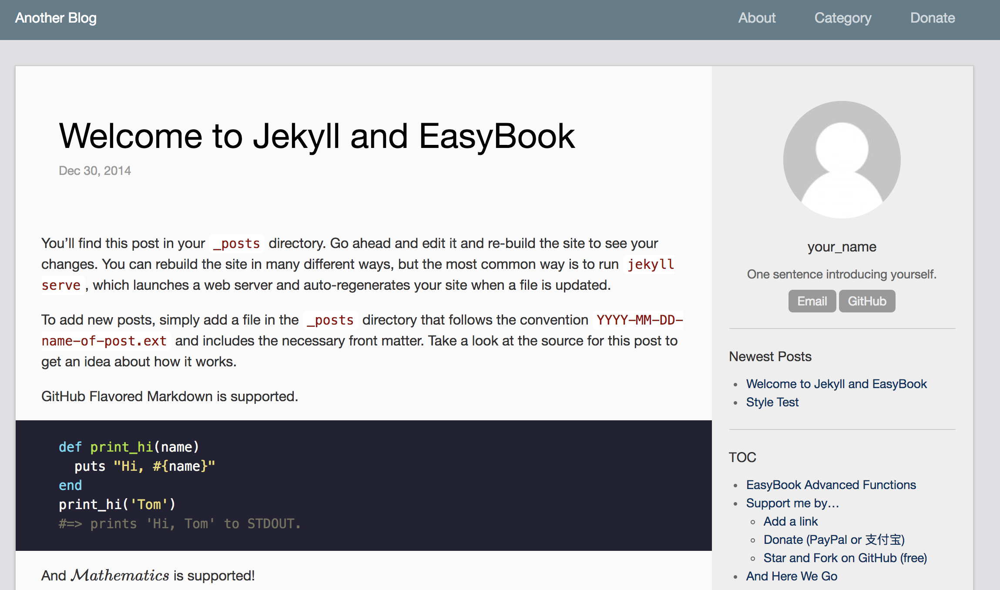 Another Blog
About
Category
Donate
Welcome to Jekyll and EasyBook
Dec 30, 2014
You’ll find this post in your _posts directory. Go ahead and edit it and re-build the site to see your
changes. You can rebuild the site in many different ways, but the most common way is to run jekyll
serve , which launches a web server and auto-regenerates your site when a file is updated.
To add new posts, simply add a file in the _posts directory that follows the convention YYYY-MM-DD-
name-of-post.ext and includes the necessary front matter. Take a look at the source for this post to
get an idea about how it works.
GitHub Flavored Markdown is supported.
def print_hi(name)
  puts "Hi, #{name}"
end
print_hi('Tom')
#=> prints 'Hi, Tom' to STDOUT.
And Mathematics is supported!
your_name
One sentence introducing yourself.
Email
GitHub
Newest Posts
Welcome to Jekyll and EasyBook
Style Test
TOC
EasyBook Advanced Functions
Support me by…
Add a link
Donate (PayPal or 支付宝)
Star and Fork on GitHub (free)
And Here We Go